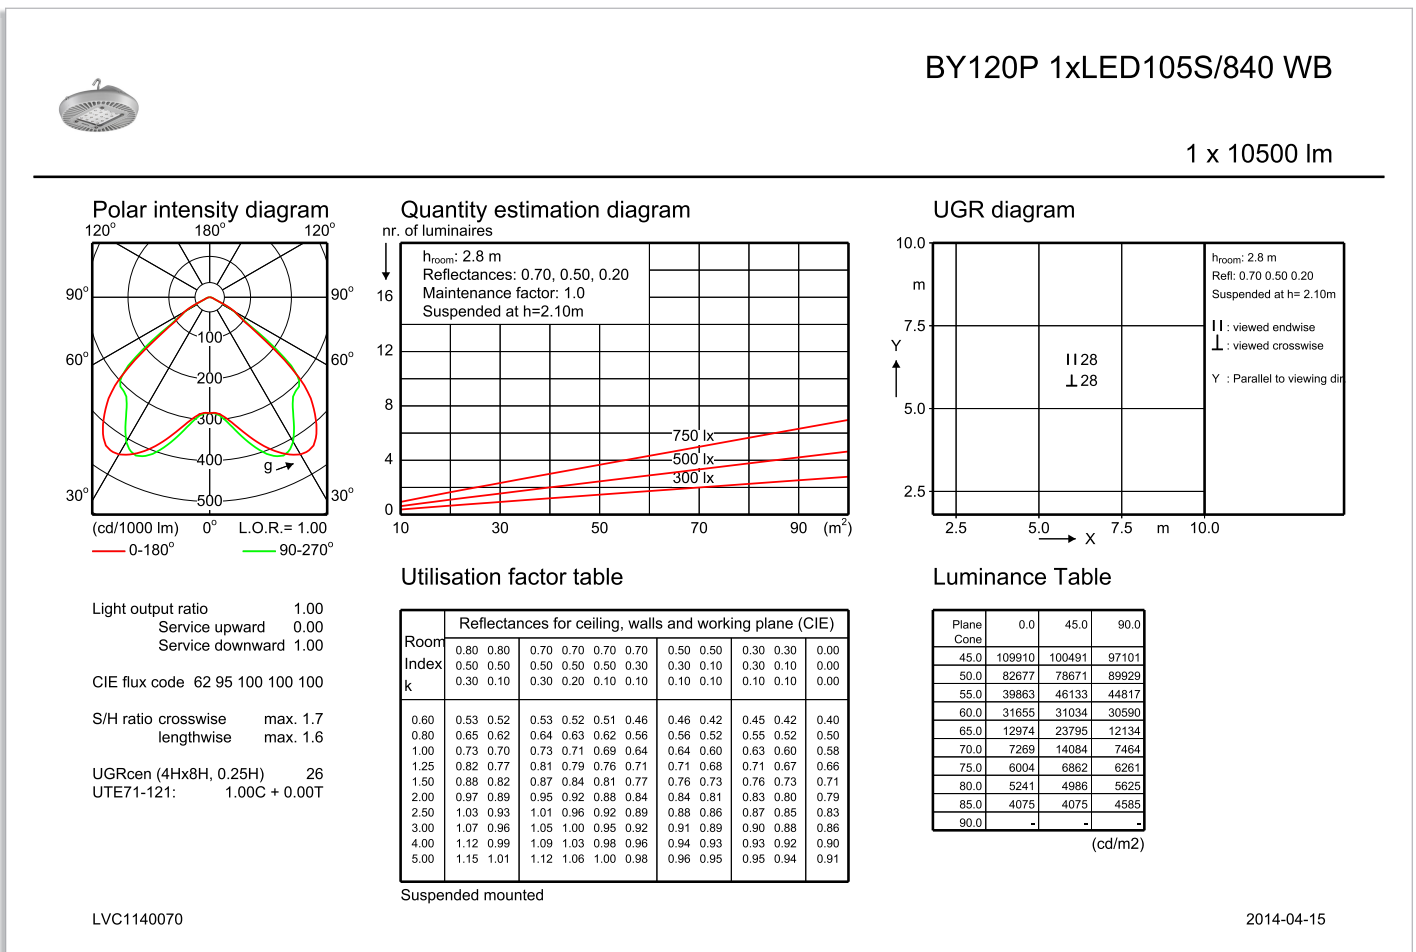 BY120P 1xLED105S/840 WB
1 x 10500 lm
Polar intensity diagram
120° 180° 120°
90° 90°
100
60° 60°
200
300
400
g
30° 500 30°
(cd/1000 lm) 0° L.O.R.= 1.00
0-180° 90-270°
Light output ratio 1.00
Service upward 0.00
Service downward 1.00
CIE flux code 62 95 100 100 100
S/H ratio crosswise max. 1.7
lengthwise max. 1.6
UGRcen (4Hx8H, 0.25H) 26
UTE71-121: 1.00C + 0.00T
Quantity estimation diagram
nr. of luminaires
hroom: 2.8 m
Reflectances: 0.70, 0.50, 0.20
Maintenance factor: 1.0
Suspended at h=2.10m
16
12
8
750 lx
4 500 lx
300 lx
0
10 30 50 70 90 (m²)
UGR diagram
10.0
m
7.5
Y
5.0
2.5
2.5 5.0 7.5 m 10.0
X
28
28
hroom: 2.8 m
Refl: 0.70 0.50 0.20
Suspended at h= 2.10m
II : viewed endwise
⊥ : viewed crosswise
Y : Parallel to viewing dir.
Utilisation factor table
Reflectances for ceiling, walls and working plane (CIE)
Room 0.80 0.80 0.70 0.70 0.70 0.70 0.50 0.50 0.30 0.30 0.00
Index 0.50 0.50 0.50 0.50 0.50 0.30 0.30 0.10 0.30 0.10 0.00
k 0.30 0.10 0.30 0.20 0.10 0.10 0.10 0.10 0.10 0.10 0.00
0.60 0.53 0.52 0.53 0.52 0.51 0.46 0.46 0.42 0.45 0.42 0.40
0.80 0.65 0.62 0.64 0.63 0.62 0.56 0.56 0.52 0.55 0.52 0.50
1.00 0.73 0.70 0.73 0.71 0.69 0.64 0.64 0.60 0.63 0.60 0.58
1.25 0.82 0.77 0.81 0.79 0.76 0.71 0.71 0.68 0.71 0.67 0.66
1.50 0.88 0.82 0.87 0.84 0.81 0.77 0.76 0.73 0.76 0.73 0.71
2.00 0.97 0.89 0.95 0.92 0.88 0.84 0.84 0.81 0.83 0.80 0.79
2.50 1.03 0.93 1.01 0.96 0.92 0.89 0.88 0.86 0.87 0.85 0.83
3.00 1.07 0.96 1.05 1.00 0.95 0.92 0.91 0.89 0.90 0.88 0.86
4.00 1.12 0.99 1.09 1.03 0.98 0.96 0.94 0.93 0.93 0.92 0.90
5.00 1.15 1.01 1.12 1.06 1.00 0.98 0.96 0.95 0.95 0.94 0.91
Suspended mounted
Luminance Table
Plane 0.0 45.0 90.0
Cone
45.0 109910 100491 97101
50.0 82677 78671 89929
55.0 39863 46133 44817
60.0 31655 31034 30590
65.0 12974 23795 12134
70.0 7269 14084 7464
75.0 6004 6862 6261
80.0 5241 4986 5625
85.0 4075 4075 4585
90.0 - - -
(cd/m2)
LVC1140070
2014-04-15